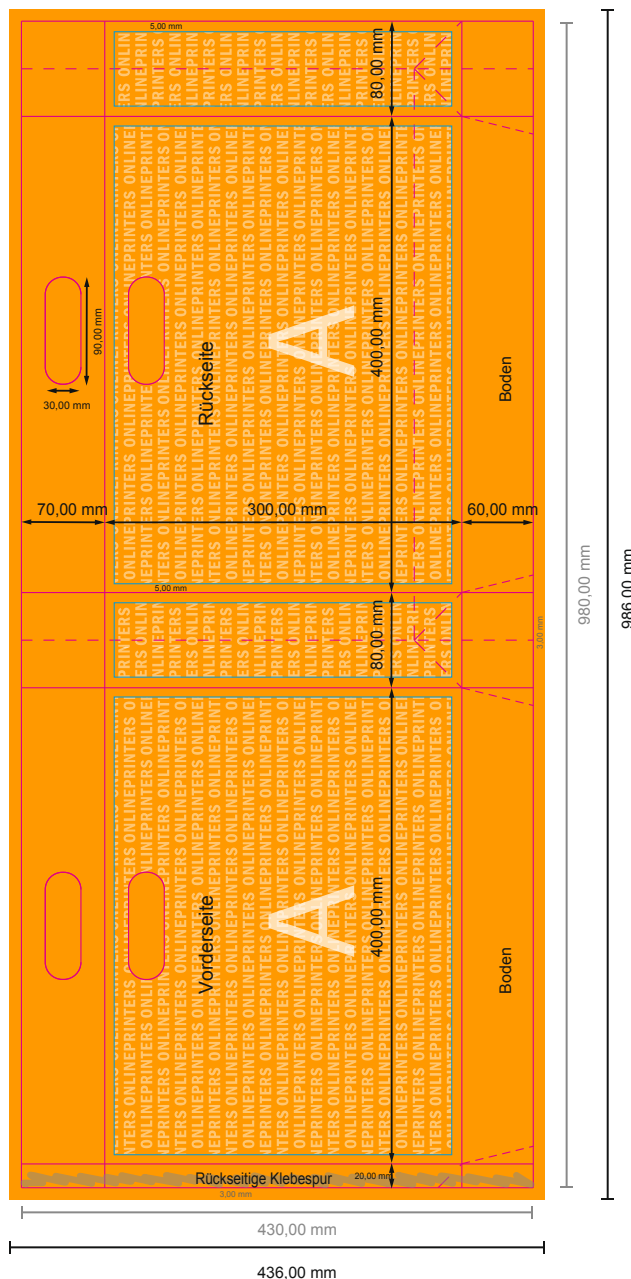 5,00 mm
80,00 mm
ONLINEPRINTERS ONLINEPRINTERS ONLINEPRINTERS
90,00 mm
30,00 mm
Rückseite
A
400,00 mm
Boden
70,00 mm
300,00 mm
60,00 mm
5,00 mm
80,00 mm
3,00 mm
980,00 mm
986,00 mm
Vorderseite
A
400,00 mm
Boden
Rückseitige Klebespur
20,00 mm
3,00 mm
430,00 mm
436,00 mm